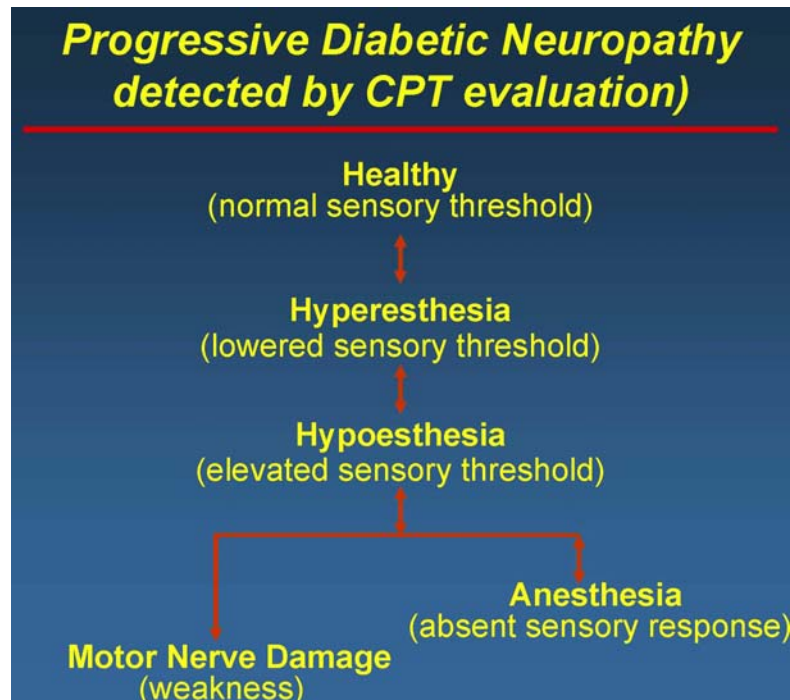 Progressive Diabetic Neuropathy
detected by CPT evaluation)
Healthy
(normal sensory threshold)
Hyperesthesia
(lowered sensory threshold)
Hypoesthesia
(elevated sensory threshold)
Anesthesia
(absent sensory response)
Motor Nerve Damage
(weakness)